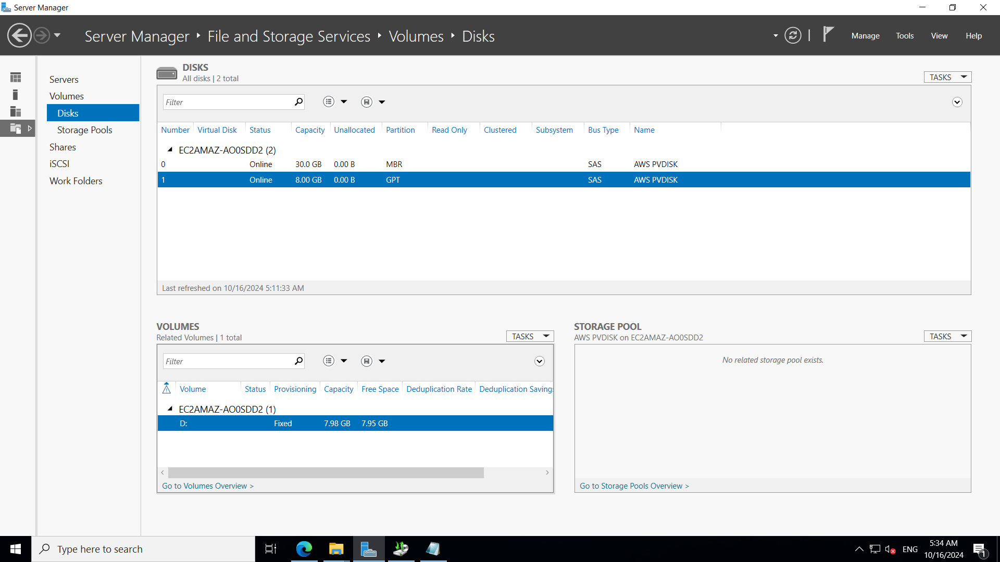 Server Manager
Server Manager File and Storage Services Volumes Disks
Manage Tools View Help
Servers
Volumes
Disks
Storage Pools
Shares
iSCSI
Work Folders
DISKS
All disks | 2 total
TASKS
Filter
Number Virtual Disk Status Capacity Unallocated Partition Read Only Clustered Subsystem Bus Type Name
EC2AMAZ-AO0SDD2 (2)
0 Online 30.0 GB 0.00 B MBR SAS AWS PVDISK
1 Online 8.00 GB 0.00 B GPT SAS AWS PVDISK
Last refreshed on 10/16/2024 5:11:33 AM
VOLUMES
Related Volumes | 1 total
TASKS
Filter
Volume Status Provisioning Capacity Free Space Deduplication Rate Deduplication Savings
EC2AMAZ-AO0SDD2 (1)
D: Fixed 7.98 GB 7.95 GB
Go to Volumes Overview >
STORAGE POOL
AWS PVDISK on EC2AMAZ-AO0SDD2
TASKS
No related storage pool exists.
Go to Storage Pools Overview >
Type here to search
ENG
5:34 AM
10/16/2024
1